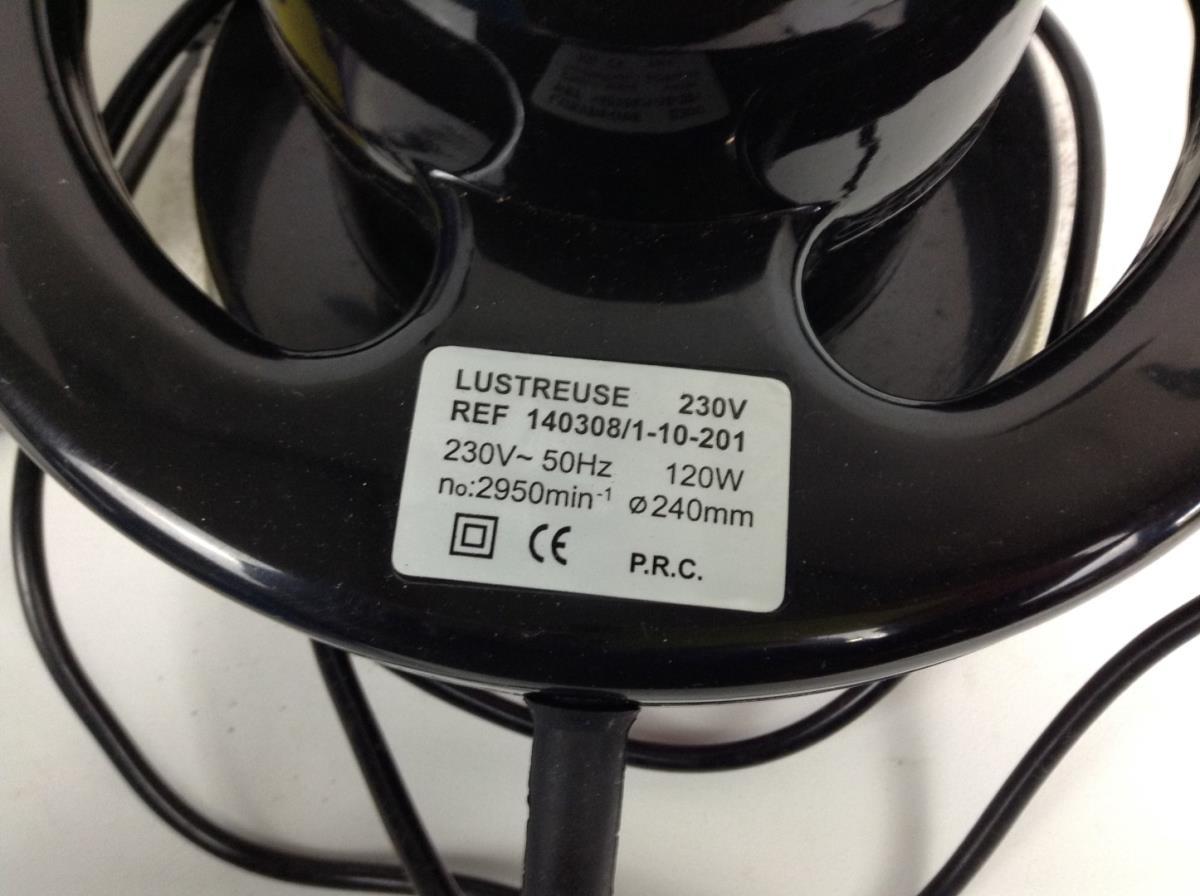 LUSTREUSE 230V
REF 140308/1-10-201
230V~ 50Hz 120W
no:2950min-1 ø240mm
CE P.R.C.